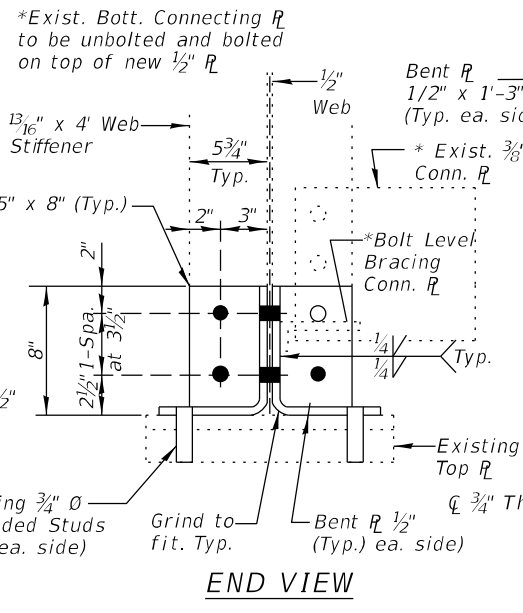 *Exist. Bott. Connecting ℞
to be unbolted and bolted
on top of new ½" ℞
½"
Web
Bent ℞
1/2" x 1'-3"
(Typ. ea. sid
13/16" x 4' Web
Stiffener
5¾"
Typ.
* Exist. ⅜
Conn. ℞
5" x 8" (Typ.)
2"
3"
*Bolt Level
Bracing
Conn. ℞
2"
8"
2½"
1-Spa.
at 3½"
¼
¼
Typ.
½"
Existing
Top ℞
ing ¾" Ø
ded Studs
ea. side)
Grind to
fit. Typ.
Bent ℞ ½"
(Typ.) ea. side)
℄ ¾" Th
END VIEW